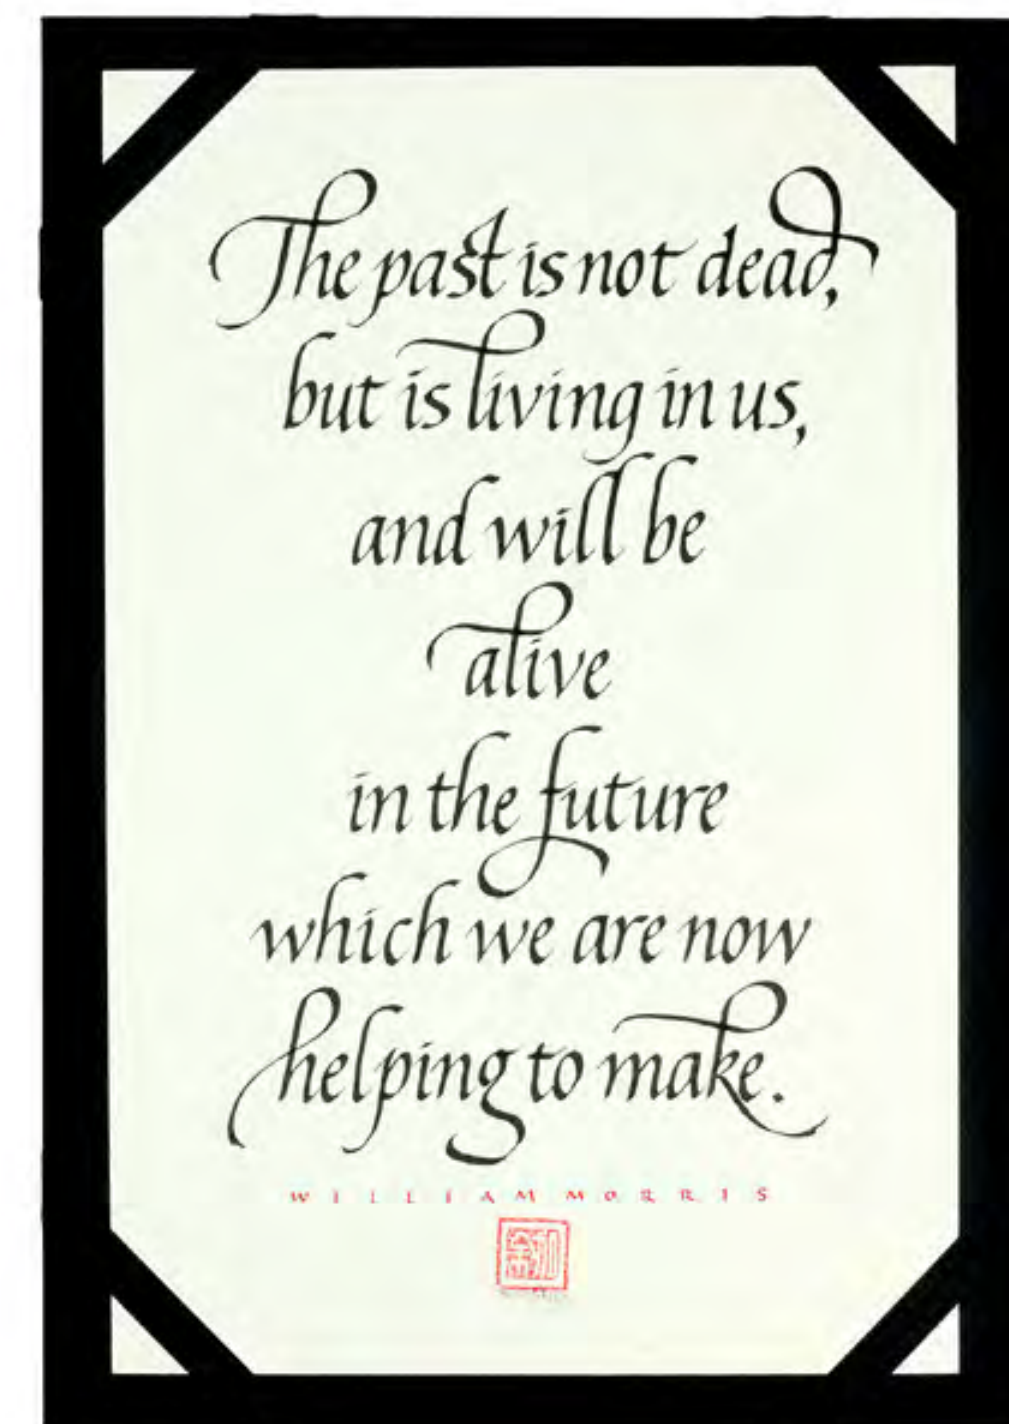 The past is not dead,
but is living in us,
and will be
alive
in the future
which we are now
helping to make.
WILLIAM MORRIS